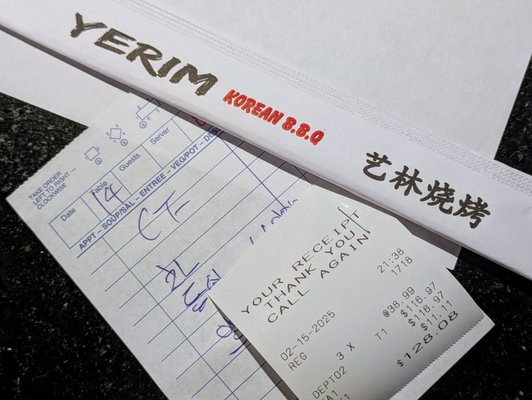 YERIM
KOREAN B.B.Q
艺林烧烤
TAKE ORDER
LEFT TO RIGHT –
CLOCKWISE
Date
Table
Guests
Server
14
APPT – SOUP/SAL – ENTREE – VEG/POT – DES
YOUR RECEIPT
THANK YOU
CALL AGAIN
02-15-2025 21:38
REG 1718
3 X @38.99
DEPT02 T1 $116.97
$116.97
$11.11
$128.08